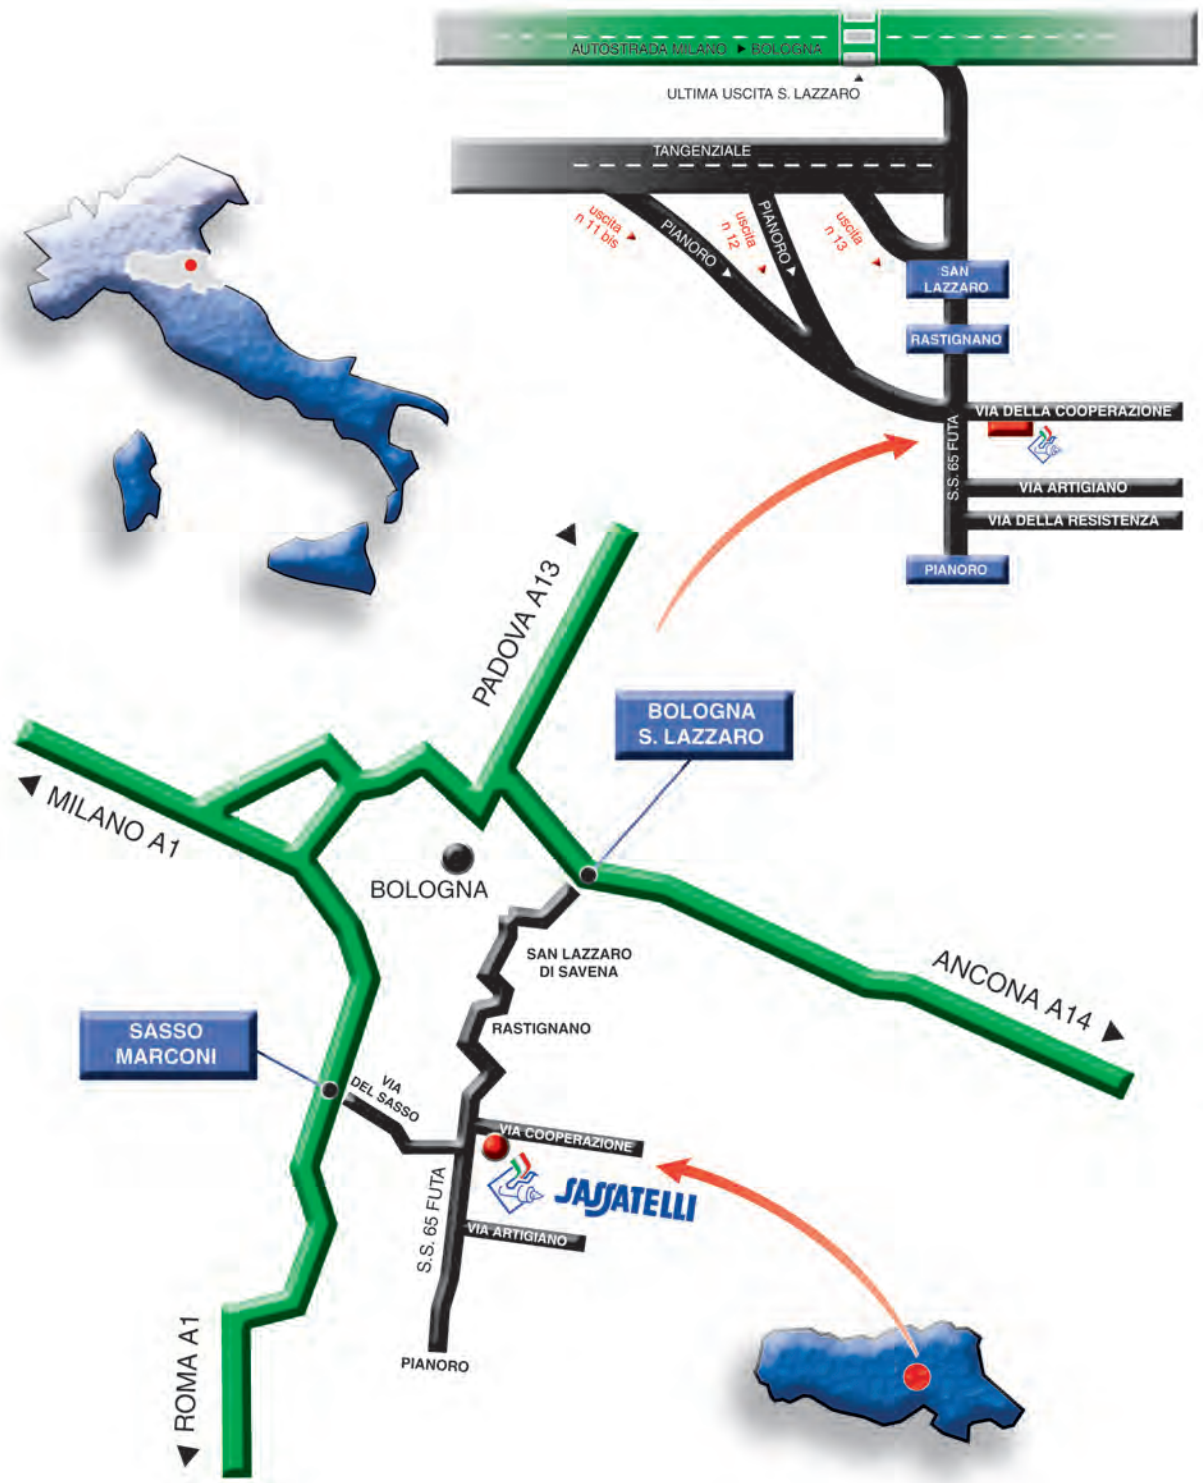 AUTOSTRADA MILANO ▶ BOLOGNA
ULTIMA USCITA S. LAZZARO
TANGENZIALE
uscita
n 11 bis
PIANORO
uscita
n 12
PIANORO
uscita
n 13
SAN
LAZZARO
RASTIGNANO
VIA DELLA COOPERAZIONE
S.S. 65 FUTA
VIA ARTIGIANO
VIA DELLA RESISTENZA
PIANORO
PADOVA A13
BOLOGNA
S. LAZZARO
MILANO A1
BOLOGNA
SAN LAZZARO
DI SAVENA
ANCONA A14
RASTIGNANO
SASSO
MARCONI
VIA
DEL SASSO
VIA COOPERAZIONE
SASSATELLI
S.S. 65 FUTA
VIA ARTIGIANO
PIANORO
ROMA A1